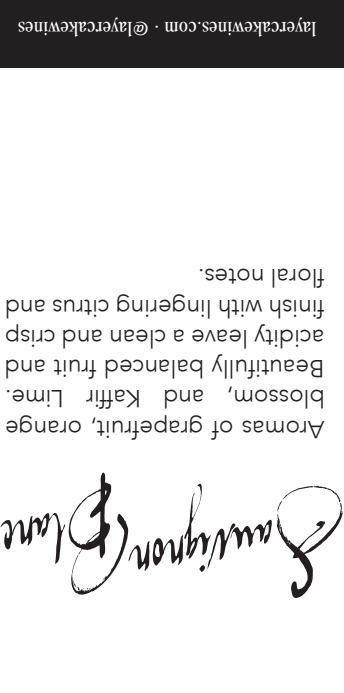 Sauvignon Blanc
Aromas of grapefruit, orange
blossom, and Kaffir Lime.
Beautifully balanced fruit and
acidity leave a clean and crisp
finish with lingering citrus and
floral notes.
layercakewines.com · @layercakewines